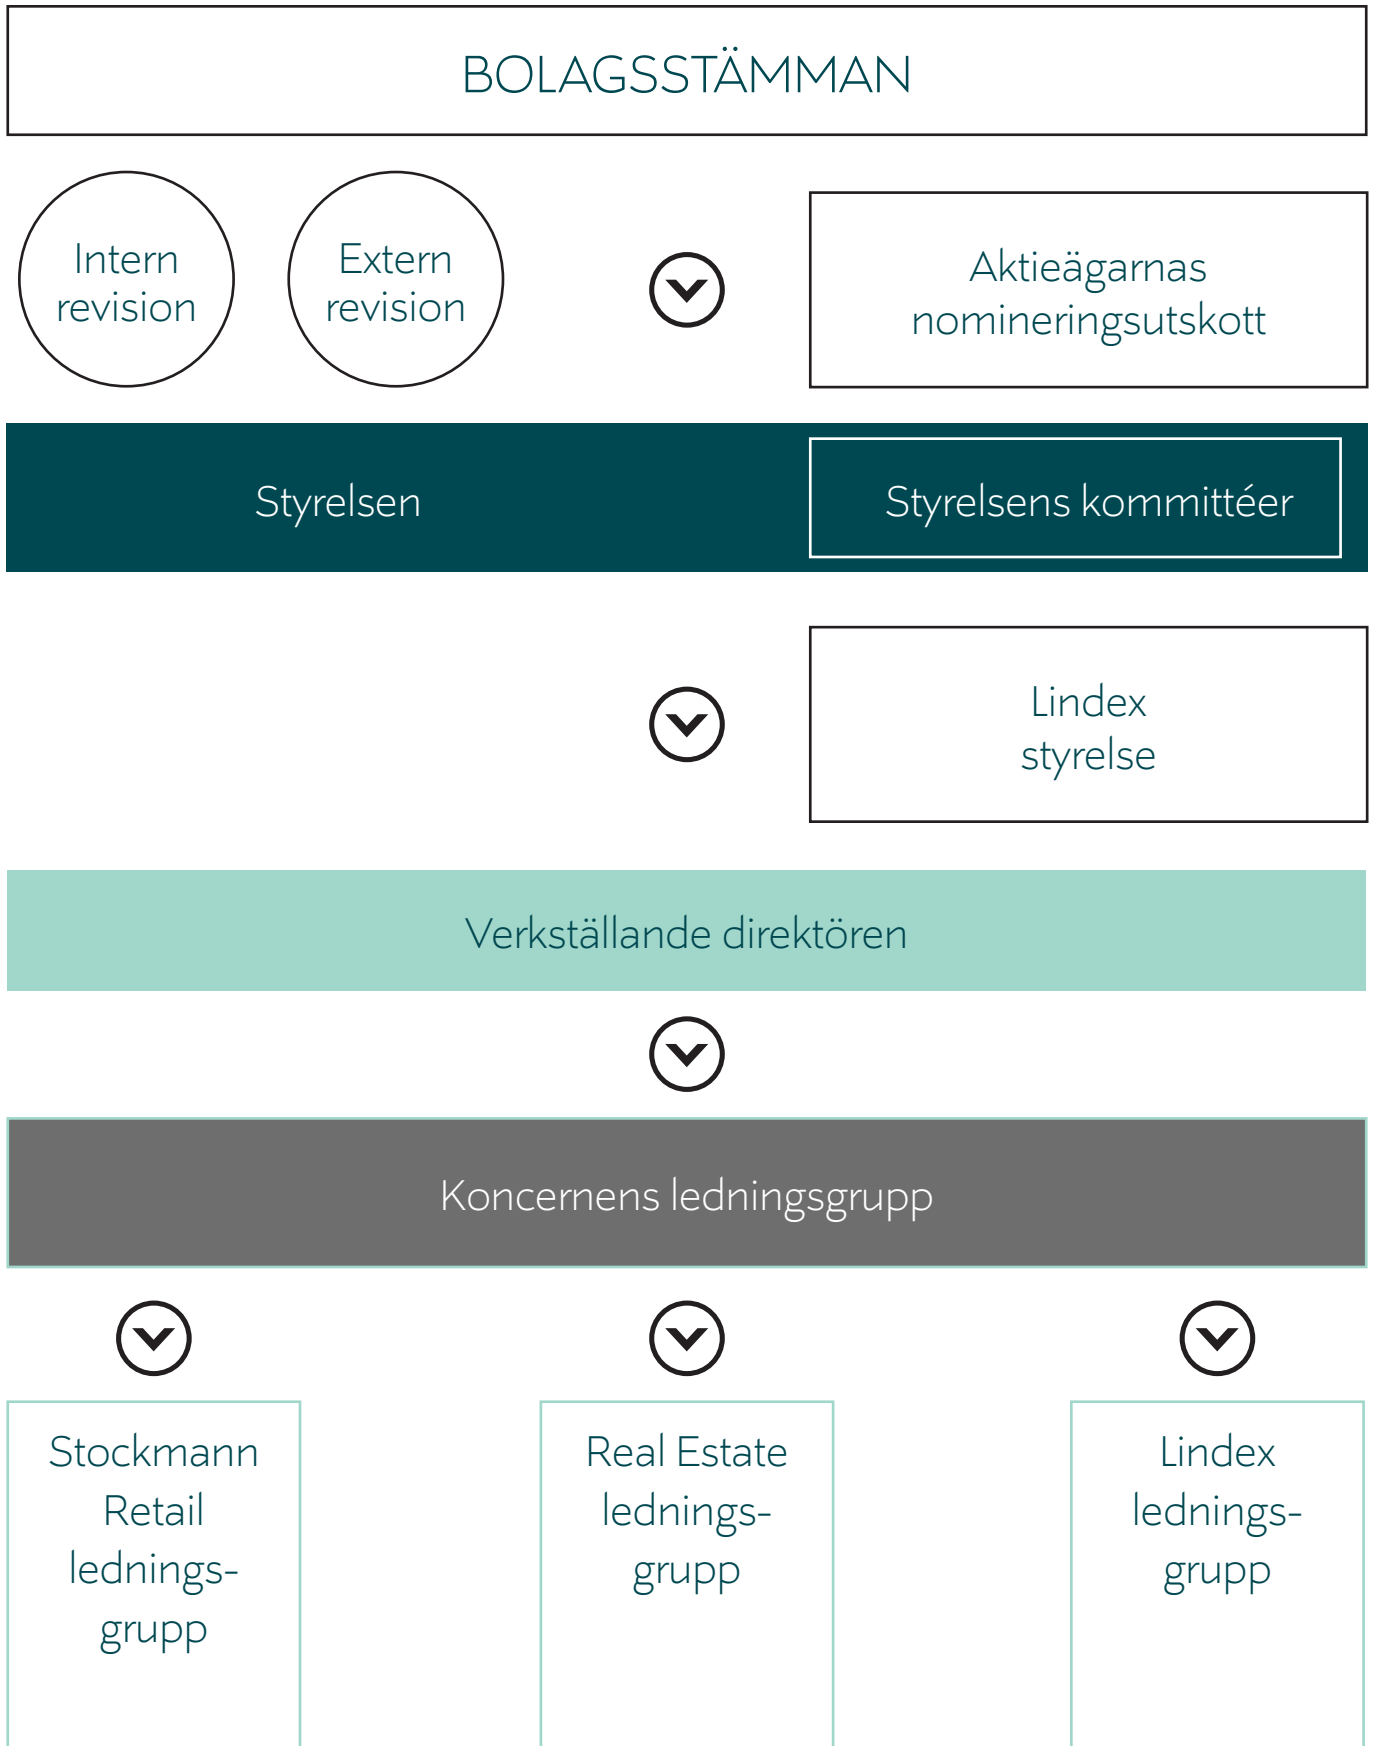 BOLAGSSTÄMMAN
Intern
revision
Extern
revision
Aktieägarnas
nomineringsutskott
Styrelsen
Styrelsens kommittéer
Lindex
styrelse
Verkställande direktören
Koncernens ledningsgrupp
Stockmann
Retail
lednings-
grupp
Real Estate
lednings-
grupp
Lindex
lednings-
grupp